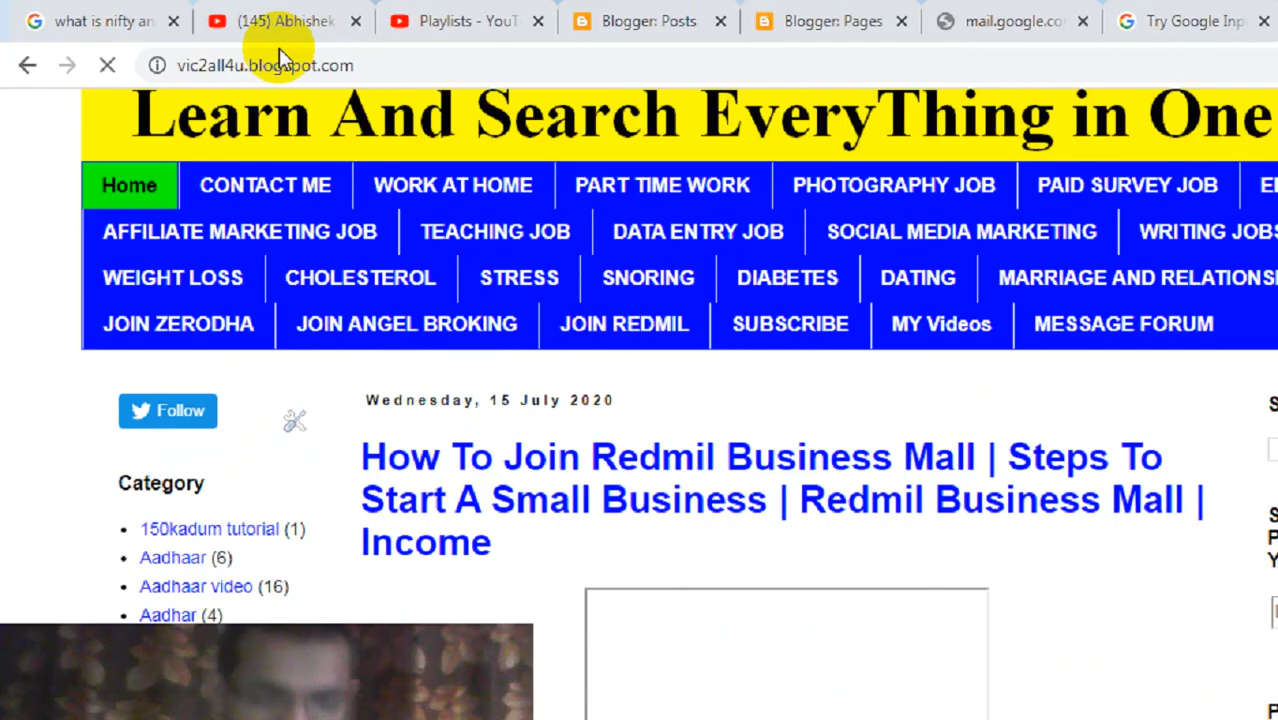 what is nifty an
(145) Abhishek
Playlists - YouT
Blogger: Posts
Blogger: Pages
mail.google.co
Try Google Inp
vic2all4u.blogspot.com
Learn And Search EveryThing in One
Home CONTACT ME WORK AT HOME PART TIME WORK PHOTOGRAPHY JOB PAID SURVEY JOB
AFFILIATE MARKETING JOB TEACHING JOB DATA ENTRY JOB SOCIAL MEDIA MARKETING WRITING JOBS
WEIGHT LOSS CHOLESTEROL STRESS SNORING DIABETES DATING MARRIAGE AND RELATIONS
JOIN ZERODHA JOIN ANGEL BROKING JOIN REDMIL SUBSCRIBE MY Videos MESSAGE FORUM
Follow
Wednesday, 15 July 2020
How To Join Redmil Business Mall | Steps To
Start A Small Business | Redmil Business Mall |
Income
Category
150kadum tutorial (1)
Aadhaar (6)
Aadhaar video (16)
Aadhar (4)